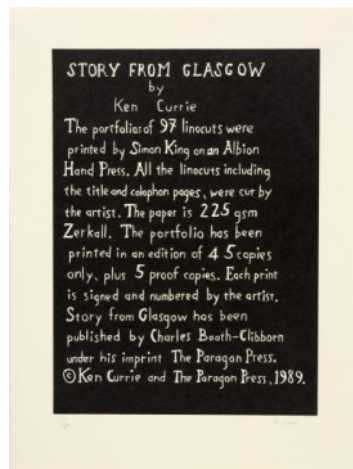 STORY FROM GLASGOW
by
Ken Currie
The portfolio of 97 linocuts were
printed by Simon King on an Albion
Hand Press. All the linocuts including
the title and colophon pages, were cut by
the artist. The paper is 225 gsm
Zerkall. The portfolio has been
printed in an edition of 45 copies
only, plus 5 proof copies. Each print
is signed and numbered by the artist.
Story from Glasgow has been
published by Charles Booth-Clibborn
under his imprint The Paragon Press.
©Ken Currie and The Paragon Press, 1989.